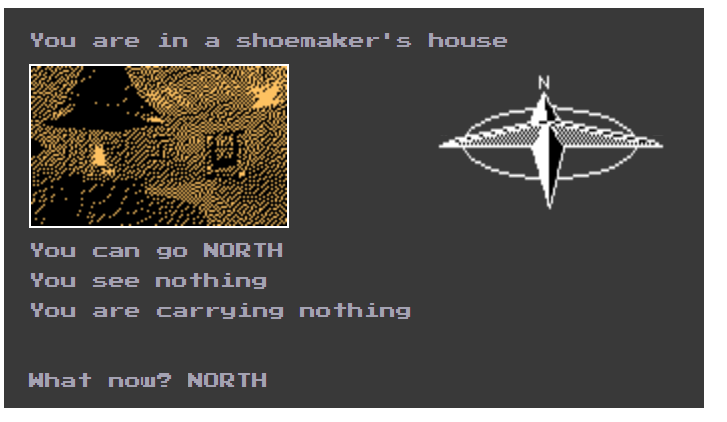 You are in a shoemaker's house
N
You can go NORTH
You see nothing
You are carrying nothing
What now? NORTH